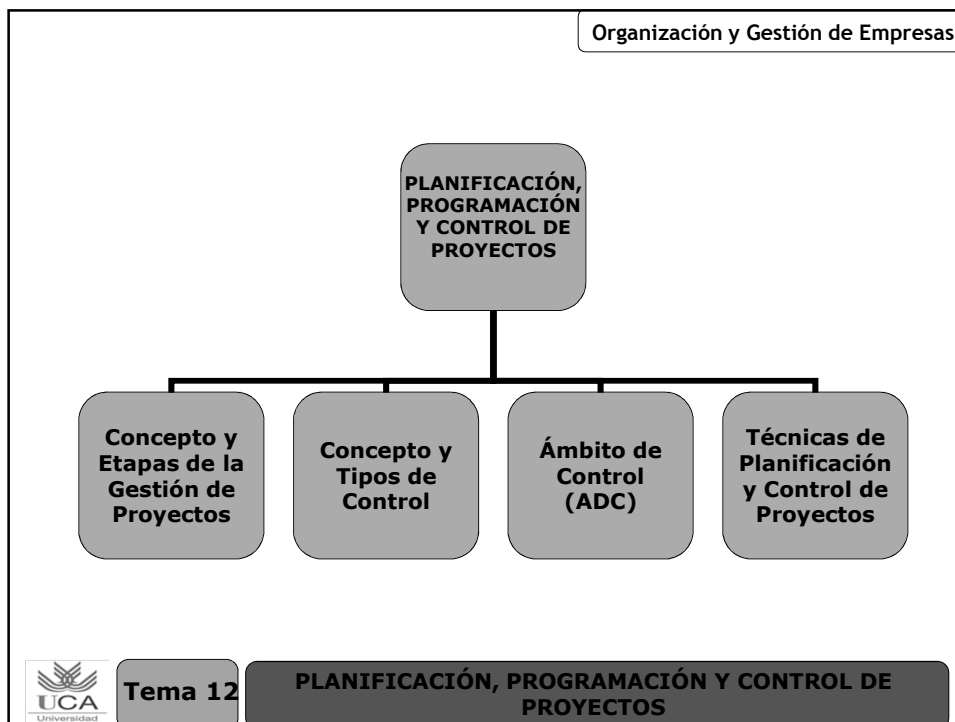 Organización y Gestión de Empresas
PLANIFICACIÓN,
PROGRAMACIÓN
Y CONTROL DE
PROYECTOS
Concepto y
Etapas de la
Gestión de
Proyectos
Concepto y
Tipos de
Control
Ámbito de
Control
(ADC)
Técnicas de
Planificación
y Control de
Proyectos
UCA
Universidad
Tema 12
PLANIFICACIÓN, PROGRAMACIÓN Y CONTROL DE
PROYECTOS